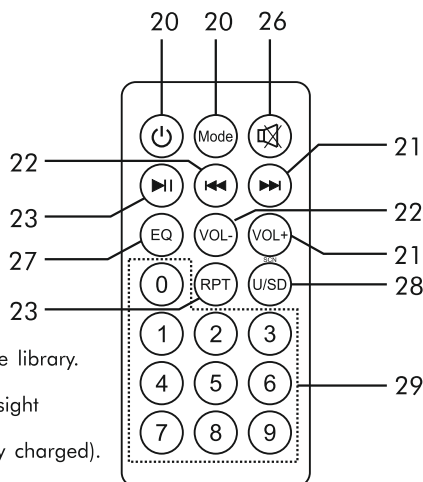 20 20 26
Mode
21
22
22
23
EQ VOL- VOL+
27
21
SCN
0 RPT U/SD
28
23
1 2 3
e library.
4 5 6
29
sight
7 8 9
y charged).